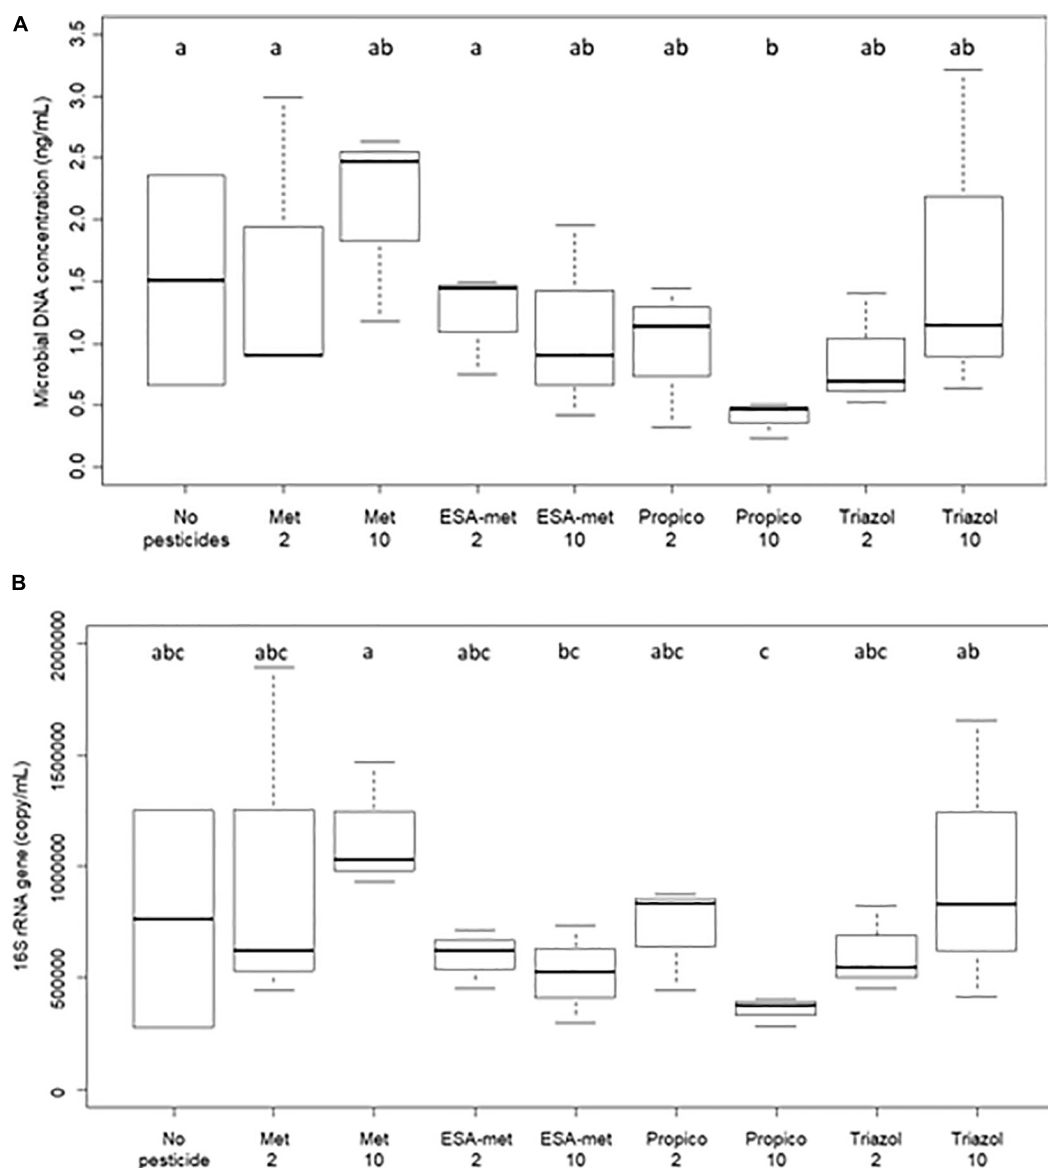 A
Microbial DNA concentration (ng/mL)
3.5
3.0
2.5
2.0
1.5
1.0
0.5
0.0
a a ab a ab ab b ab ab
No Met Met ESA-met ESA-met Propico Propico Triazol Triazol
pesticides 2 10 2 10 2 10 2 10
B
16S rRNA gene (copy/mL)
2000000
1500000
1000000
500000
0
abc abc a abc bc abc c abc ab
No Met Met ESA-met ESA-met Propico Propico Triazol Triazol
pesticide 2 10 2 10 2 10 2 10